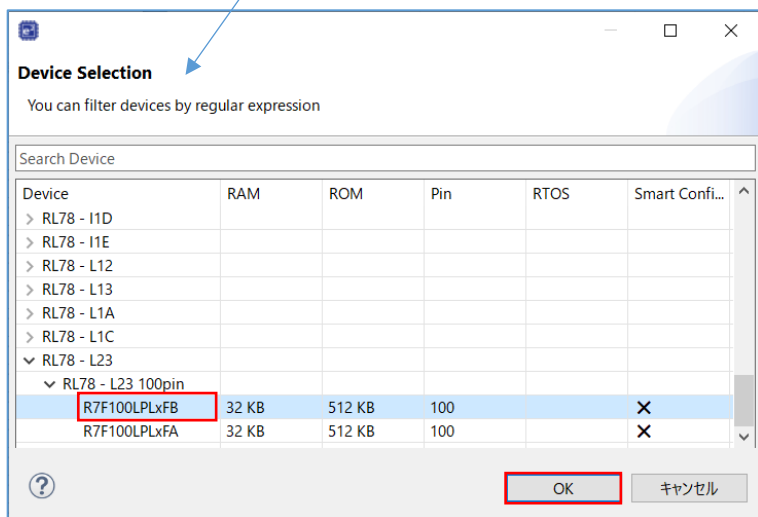 Device Selection
You can filter devices by regular expression
Search Device
Device RAM ROM Pin RTOS Smart Confi...
RL78 - I1D
RL78 - I1E
RL78 - L12
RL78 - L13
RL78 - L1A
RL78 - L1C
RL78 - L23
RL78 - L23 100pin
R7F100LPLxFB 32 KB 512 KB 100
R7F100LPLxFA 32 KB 512 KB 100
OK キャンセル